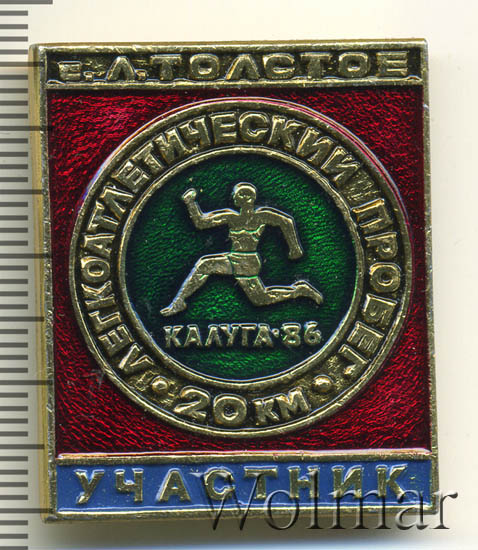 с. Л. ТОЛСТОЕ
ЛЕГКОАТЛЕТИЧЕСКИЙ ПРОБЕГ
КАЛУГА·86
20 КМ
УЧАСТНИК
Wolmar